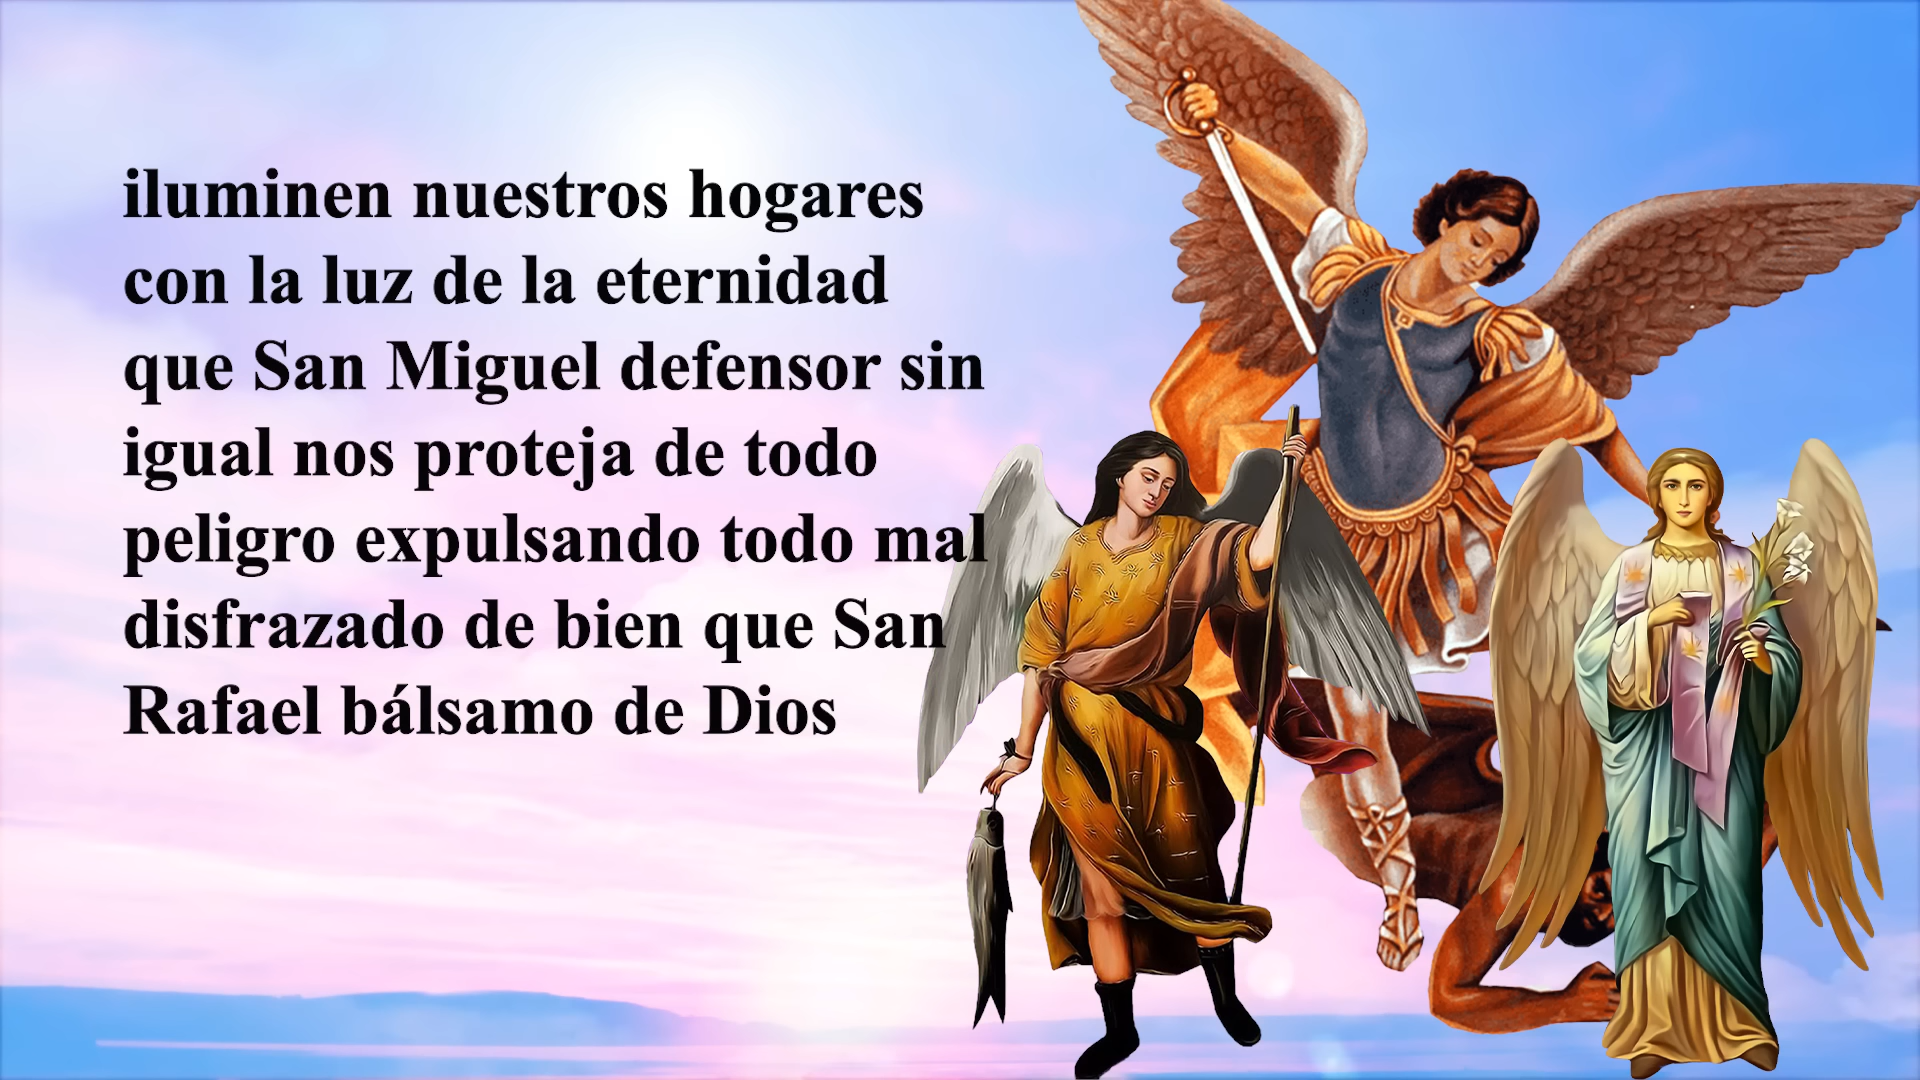 iluminen nuestros hogares
con la luz de la eternidad
que San Miguel defensor sin
igual nos proteja de todo
peligro expulsando todo mal
disfrazado de bien que San
Rafael bálsamo de Dios